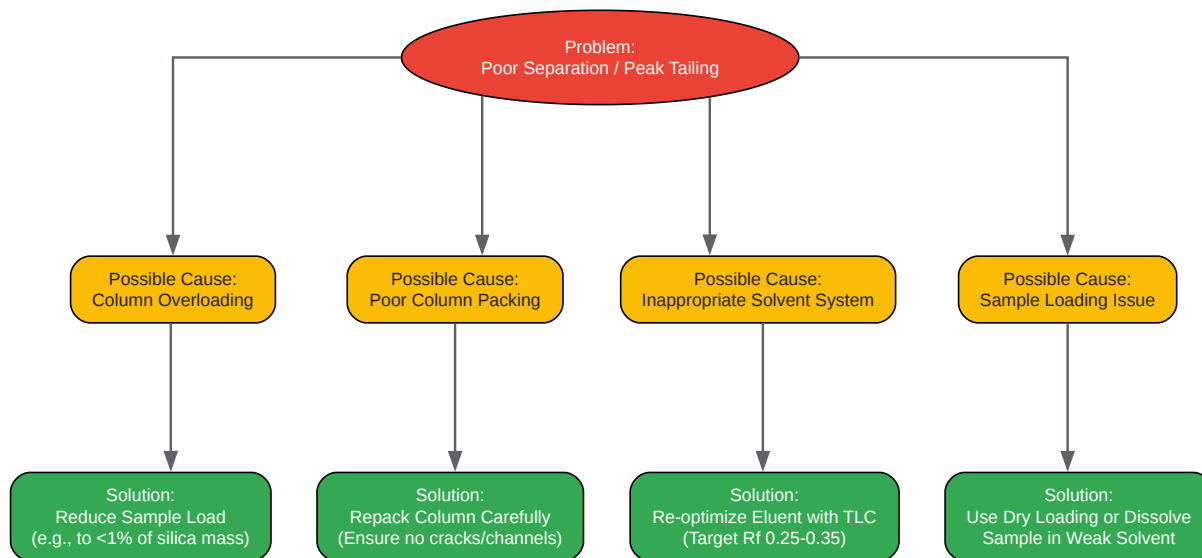 Problem:
Poor Separation / Peak Tailing
Possible Cause:
Column Overloading
Possible Cause:
Poor Column Packing
Possible Cause:
Inappropriate Solvent System
Possible Cause:
Sample Loading Issue
Solution:
Reduce Sample Load
(e.g., to <1% of silica mass)
Solution:
Repack Column Carefully
(Ensure no cracks/channels)
Solution:
Re-optimize Eluent with TLC
(Target Rf 0.25-0.35)
Solution:
Use Dry Loading or Dissolve
Sample in Weak Solvent